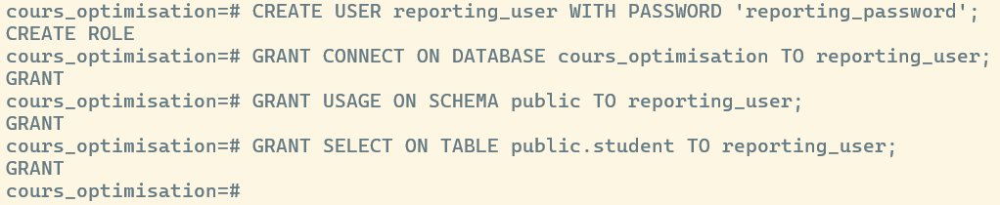 cours_optimisation=# CREATE USER reporting_user WITH PASSWORD 'reporting_password';
CREATE ROLE
cours_optimisation=# GRANT CONNECT ON DATABASE cours_optimisation TO reporting_user;
GRANT
cours_optimisation=# GRANT USAGE ON SCHEMA public TO reporting_user;
GRANT
cours_optimisation=# GRANT SELECT ON TABLE public.student TO reporting_user;
GRANT
cours_optimisation=#